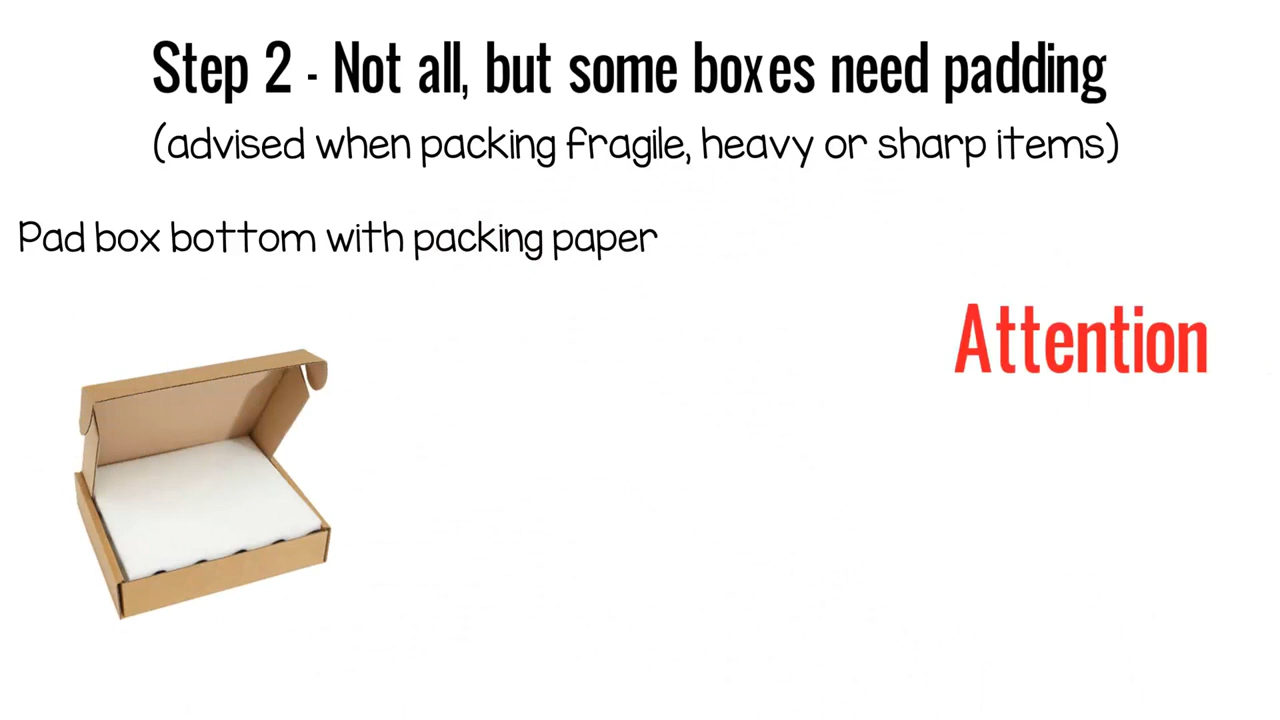 Step 2 - Not all, but some boxes need padding
(advised when packing fragile, heavy or sharp items)
Pad box bottom with packing paper
Attention